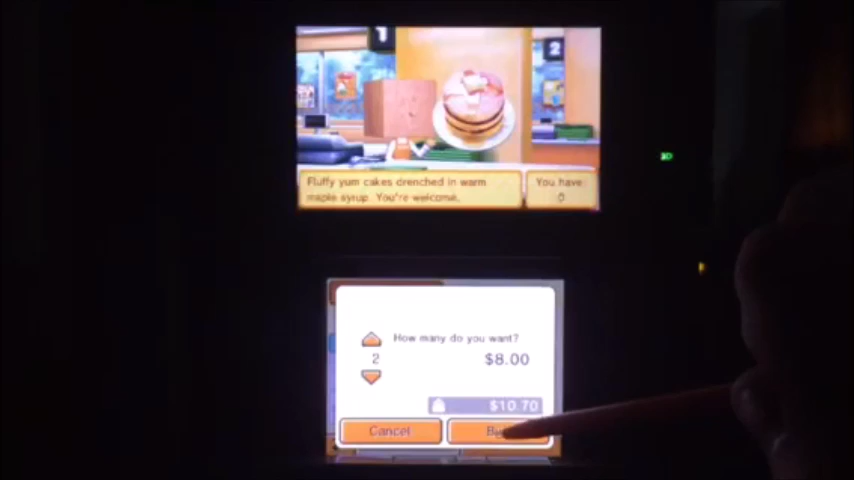 1
2
Fluffy yum cakes drenched in warm
maple syrup. You're welcome.
You have
0
How many do you want?
2
$8.00
$10.70
Cancel